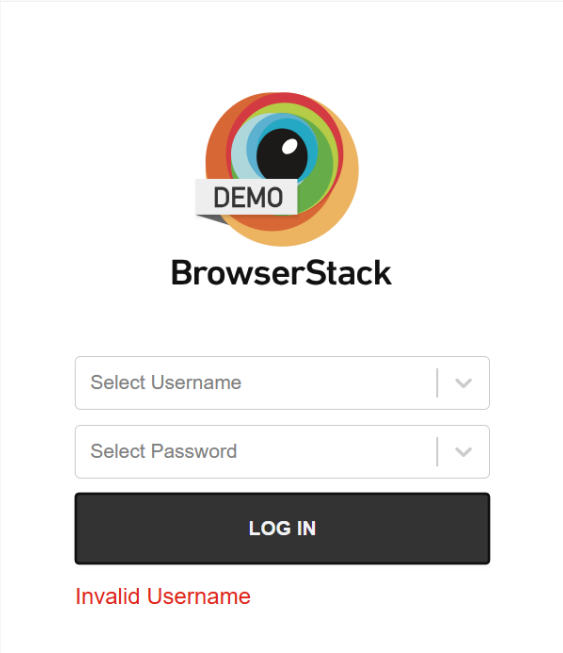 DEMO
BrowserStack
Select Username
Select Password
LOG IN
Invalid Username